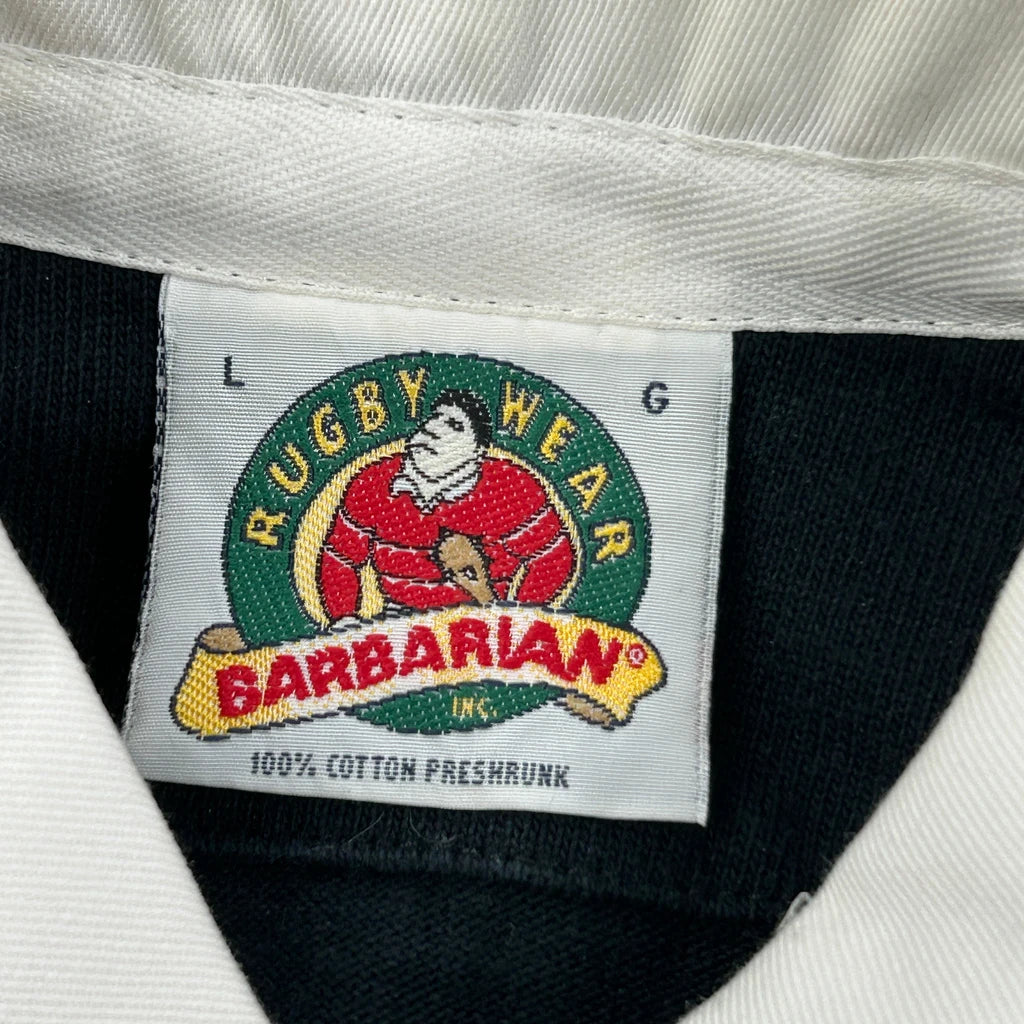 L
G
RUGBY WEAR
BARBARIAN®
INC.
100% COTTON PRESHRUNK